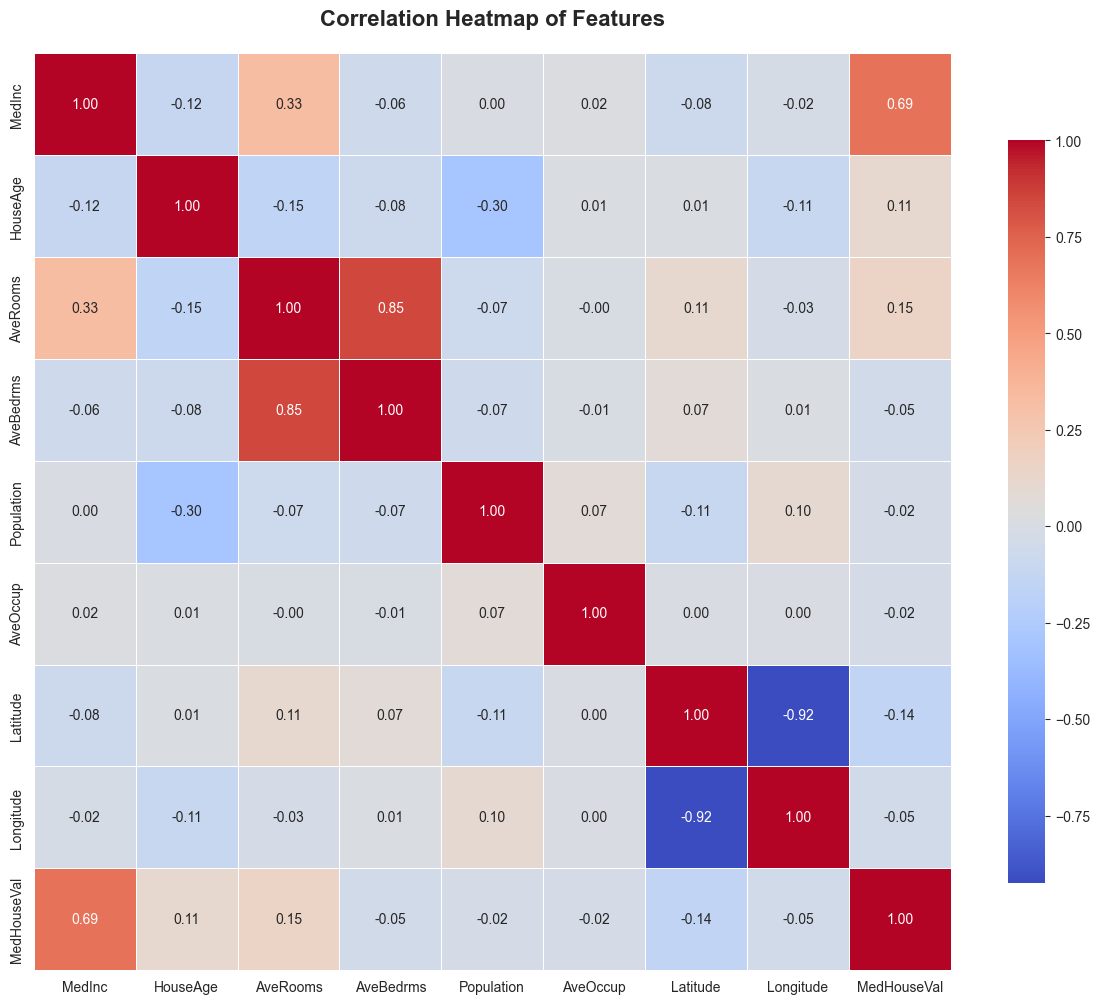 Correlation Heatmap of Features
MedInc 1.00 -0.12 0.33 -0.06 0.00 0.02 -0.08 -0.02 0.69
HouseAge -0.12 1.00 -0.15 -0.08 -0.30 0.01 0.01 -0.11 0.11
AveRooms 0.33 -0.15 1.00 0.85 -0.07 -0.00 0.11 -0.03 0.15
AveBedrms -0.06 -0.08 0.85 1.00 -0.07 -0.01 0.07 0.01 -0.05
Population 0.00 -0.30 -0.07 -0.07 1.00 0.07 -0.11 0.10 -0.02
AveOccup 0.02 0.01 -0.00 -0.01 0.07 1.00 0.00 0.00 -0.02
Latitude -0.08 0.01 0.11 0.07 -0.11 0.00 1.00 -0.92 -0.14
Longitude -0.02 -0.11 -0.03 0.01 0.10 0.00 -0.92 1.00 -0.05
MedHouseVal 0.69 0.11 0.15 -0.05 -0.02 -0.02 -0.14 -0.05 1.00
MedInc HouseAge AveRooms AveBedrms Population AveOccup Latitude Longitude MedHouseVal
1.00
0.75
0.50
0.25
0.00
−0.25
−0.50
−0.75